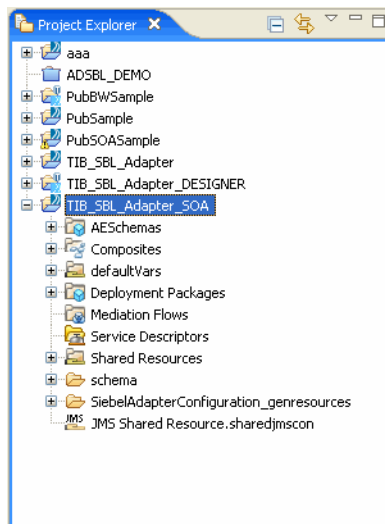 Project Explorer
aaa
ADSBL_DEMO
PubBWSample
PubSample
PubSOASample
TIB_SBL_Adapter
TIB_SBL_Adapter_DESIGNER
TIB_SBL_Adapter_SOA
AESchemas
Composites
defaultVars
Deployment Packages
Mediation Flows
Service Descriptors
Shared Resources
schema
SiebelAdapterConfiguration_genresources
JMS JMS Shared Resource.sharedjmscon